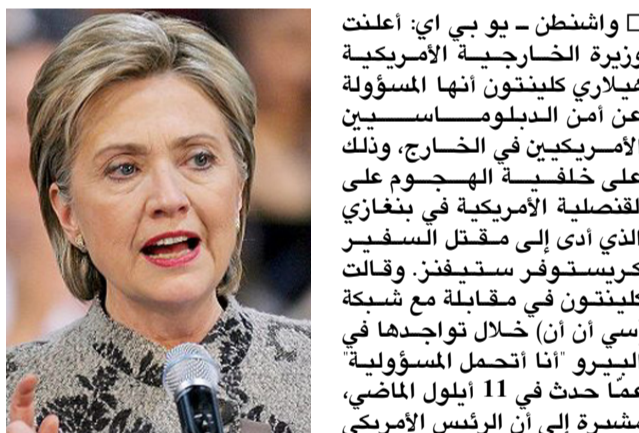 □ واشنطن ـ يو بي اي: أعلنت
وزيرة الخارجية الأمريكية
هيلاري كلينتون أنها المسؤولة
عن أمن الدبلوماسيين
الأمريكيين في الخارج، وذلك
على خلفية الهجوم على
القنصلية الأمريكية في بنغازي
الذي أدى إلى مقتل السفير
كريستوفر ستيفنز. وقالت
كلينتون في مقابلة مع شبكة
(سي أن أن) خلال تواجدها في
البيرو "أنا أتحمل المسؤولية"
عمّا حدث في 11 أيلول الماضي،
مشيرة إلى أن الرئيس الأمريكي